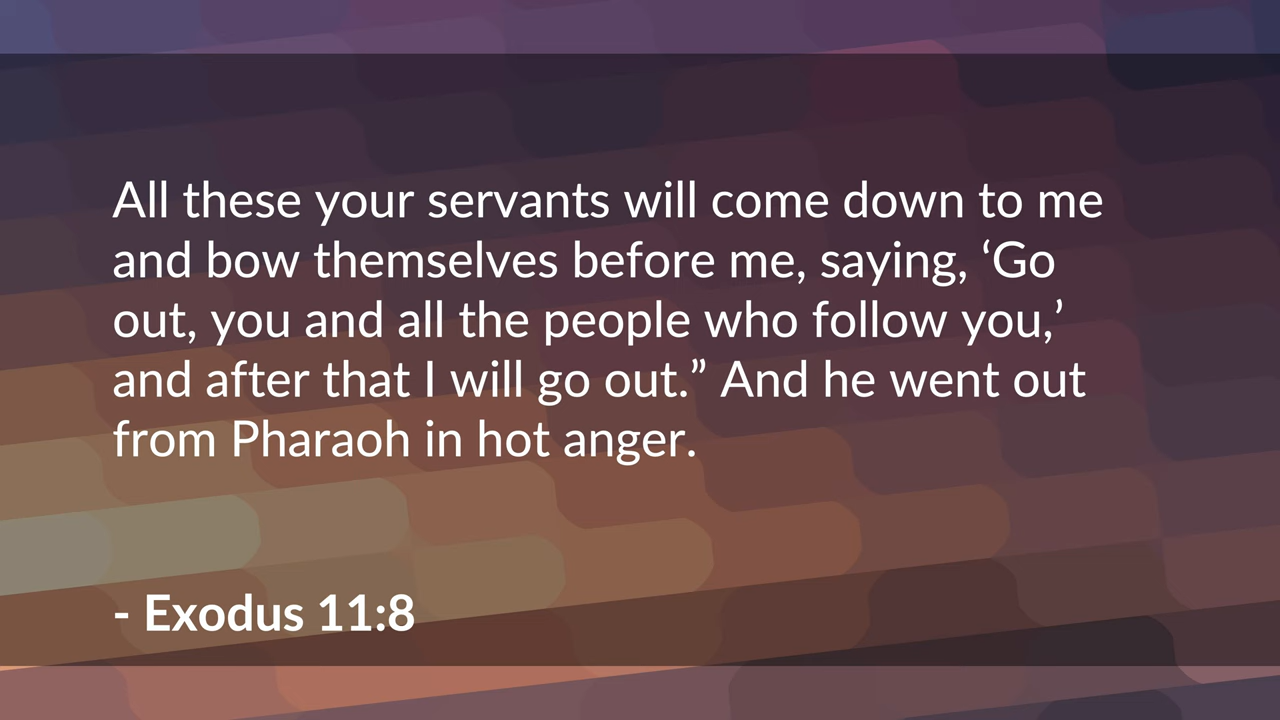 All these your servants will come down to me
and bow themselves before me, saying, ‘Go
out, you and all the people who follow you,’
and after that I will go out.” And he went out
from Pharaoh in hot anger.
- Exodus 11:8